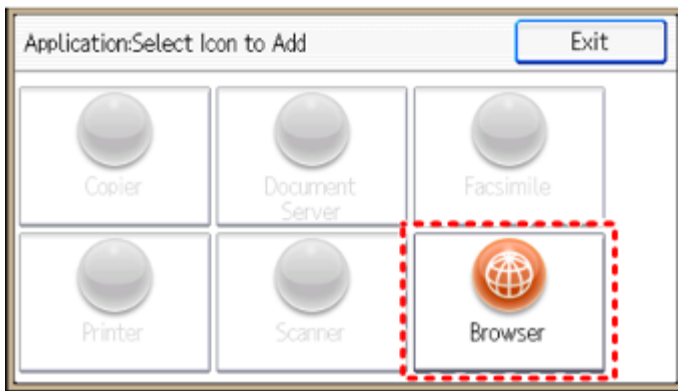 Application:Select Icon to Add
Exit
Copier
Document
Server
Facsimile
Printer
Scanner
Browser